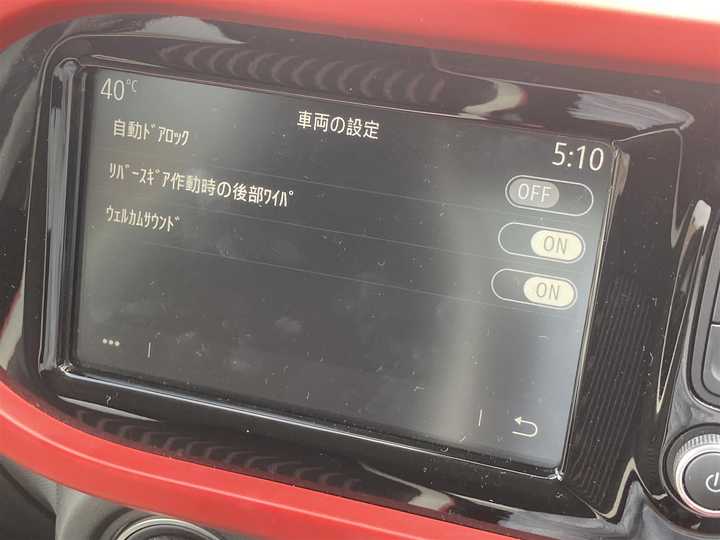 40°C
車両の設定
5:10
自動ﾄﾞｱﾛｯｸ
OFF
ﾘﾊﾞｰｽｷﾞｱ作動時の後部ﾜｲﾊﾟ
ON
ｳｪﾙｶﾑｻｳﾝﾄﾞ
ON